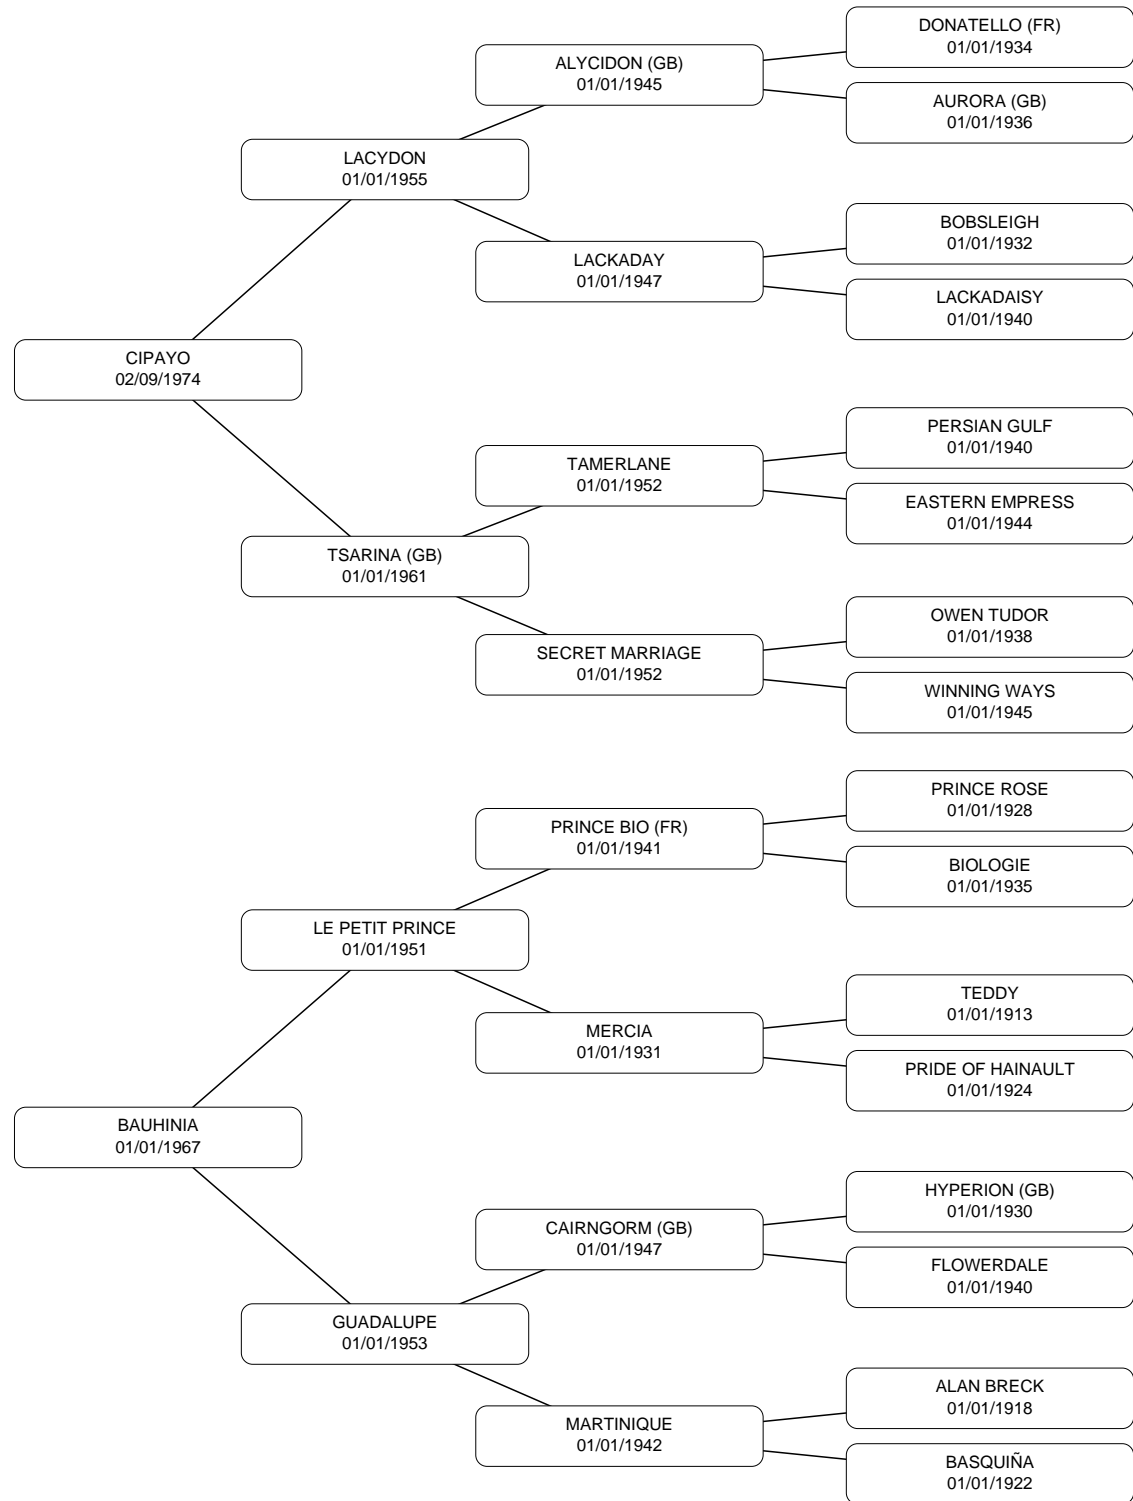 DONATELLO (FR)
01/01/1934
ALYCIDON (GB)
01/01/1945
AURORA (GB)
01/01/1936
LACYDON
01/01/1955
BOBSLEIGH
01/01/1932
LACKADAY
01/01/1947
LACKADAISY
01/01/1940
CIPAYO
02/09/1974
PERSIAN GULF
01/01/1940
TAMERLANE
01/01/1952
EASTERN EMPRESS
01/01/1944
TSARINA (GB)
01/01/1961
OWEN TUDOR
01/01/1938
SECRET MARRIAGE
01/01/1952
WINNING WAYS
01/01/1945
PRINCE ROSE
01/01/1928
PRINCE BIO (FR)
01/01/1941
BIOLOGIE
01/01/1935
LE PETIT PRINCE
01/01/1951
TEDDY
01/01/1913
MERCIA
01/01/1931
PRIDE OF HAINAULT
01/01/1924
BAUHINIA
01/01/1967
HYPERION (GB)
01/01/1930
CAIRNGORM (GB)
01/01/1947
FLOWERDALE
01/01/1940
GUADALUPE
01/01/1953
ALAN BRECK
01/01/1918
MARTINIQUE
01/01/1942
BASQUIÑA
01/01/1922